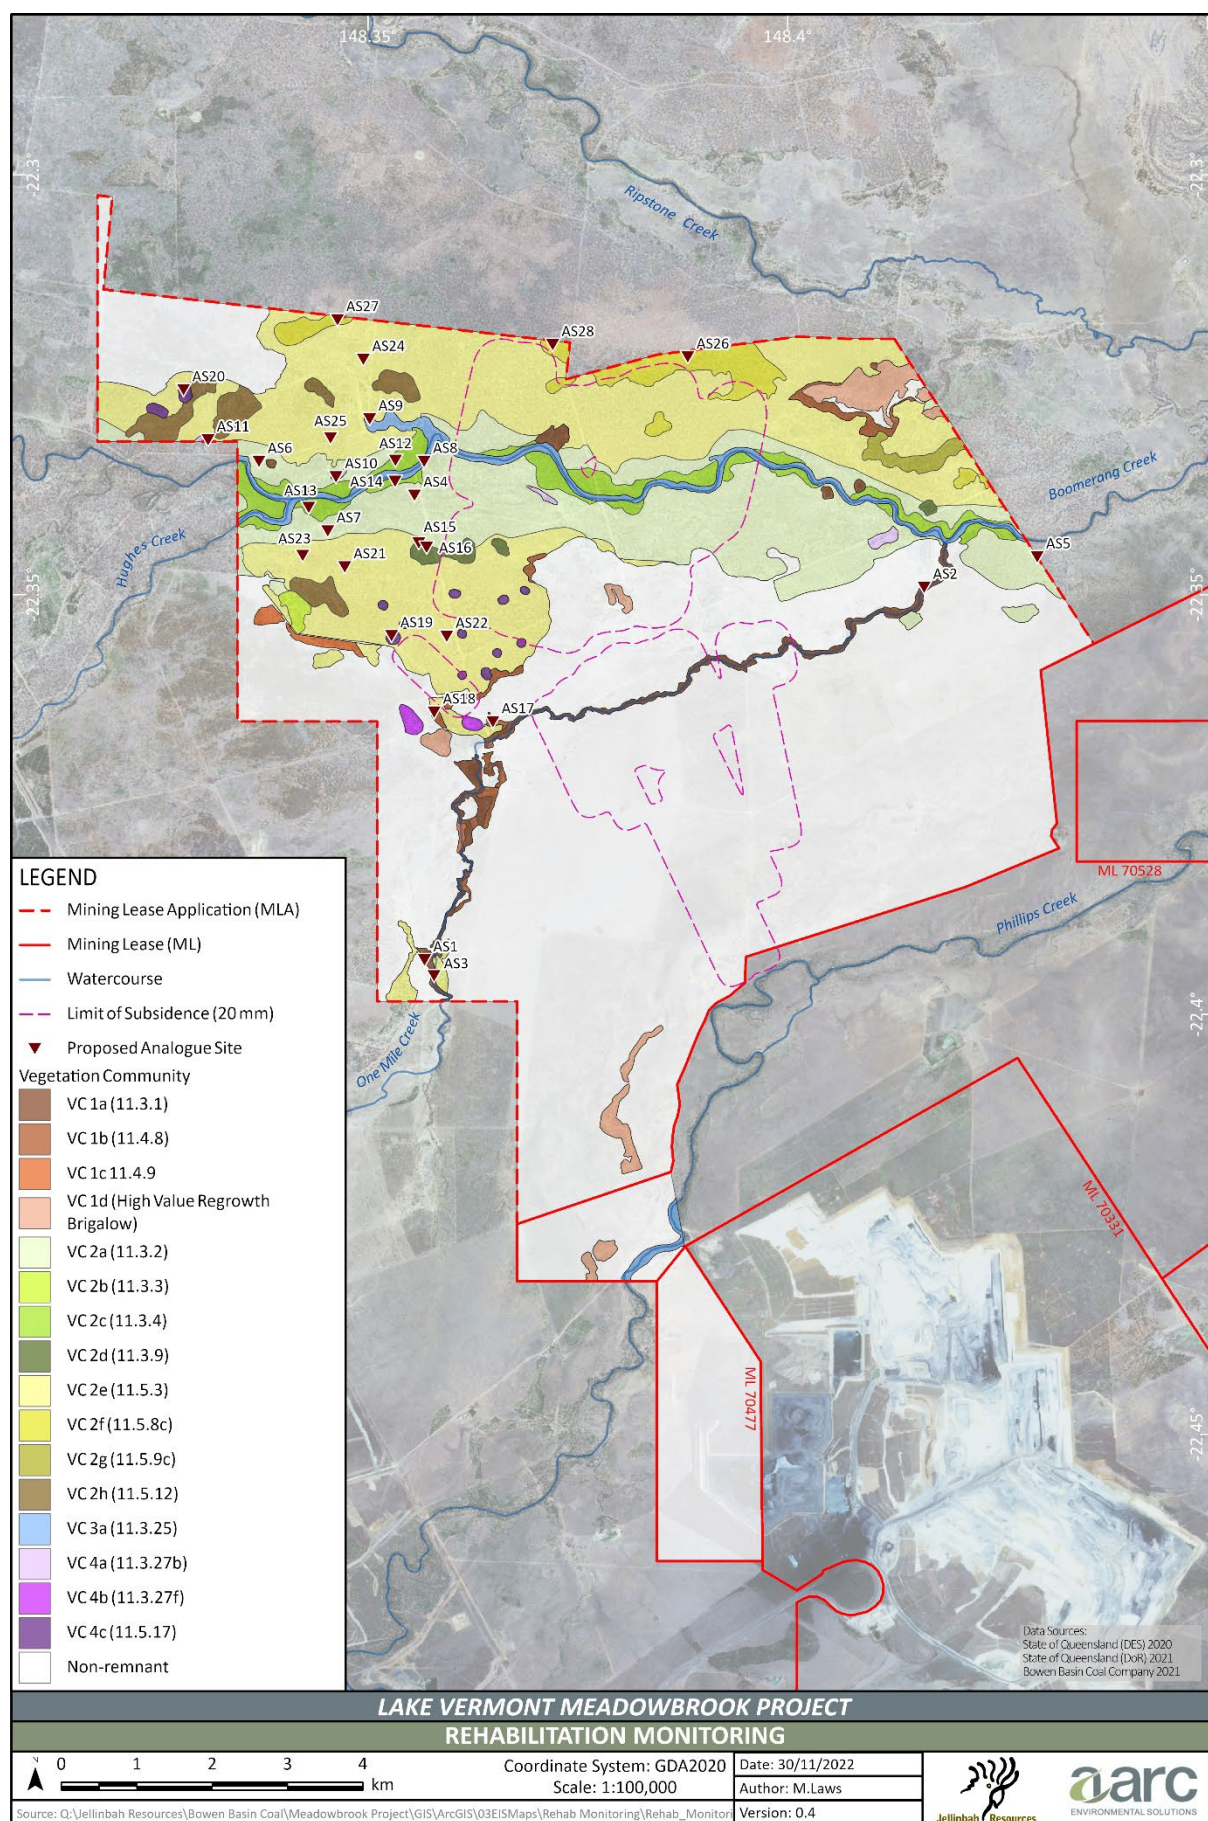 148.35°
148.4°
-22.3°
-22.3°
Ripstone Creek
AS27
AS28
AS26
AS24
AS20
AS9
AS25
AS11
AS12
AS8
AS6
AS10
AS14
AS4
AS13
AS7
AS15
AS16
AS23
AS21
Boomerang Creek
Hughes Creek
AS5
AS2
-22.35°
-22.35°
AS19
AS22
AS18
AS17
ML 70528
Phillips Creek
AS1
AS3
One Mile Creek
-22.4°
ML 70331
ML 70477
-22.45°
LEGEND
Mining Lease Application (MLA)
Mining Lease (ML)
Watercourse
Limit of Subsidence (20 mm)
Proposed Analogue Site
Vegetation Community
VC 1a (11.3.1)
VC 1b (11.4.8)
VC 1c 11.4.9
VC 1d (High Value Regrowth
Brigalow)
VC 2a (11.3.2)
VC 2b (11.3.3)
VC 2c (11.3.4)
VC 2d (11.3.9)
VC 2e (11.5.3)
VC 2f (11.5.8c)
VC 2g (11.5.9c)
VC 2h (11.5.12)
VC 3a (11.3.25)
VC 4a (11.3.27b)
VC 4b (11.3.27f)
VC 4c (11.5.17)
Non-remnant
Data Sources:
State of Queensland (DES) 2020
State of Queensland (DoR) 2021
Bowen Basin Coal Company 2021
LAKE VERMONT MEADOWBROOK PROJECT
REHABILITATION MONITORING
0 1 2 3 4
km
Coordinate System: GDA2020
Scale: 1:100,000
Date: 30/11/2022
Author: M.Laws
Version: 0.4
Source: Q:\Jellinbah Resources\Bowen Basin Coal\Meadowbrook Project\GIS\ArcGIS\03EISMaps\Rehab Monitoring\Rehab_Monitori
Jellinbah Resources
aarc
ENVIRONMENTAL SOLUTIONS